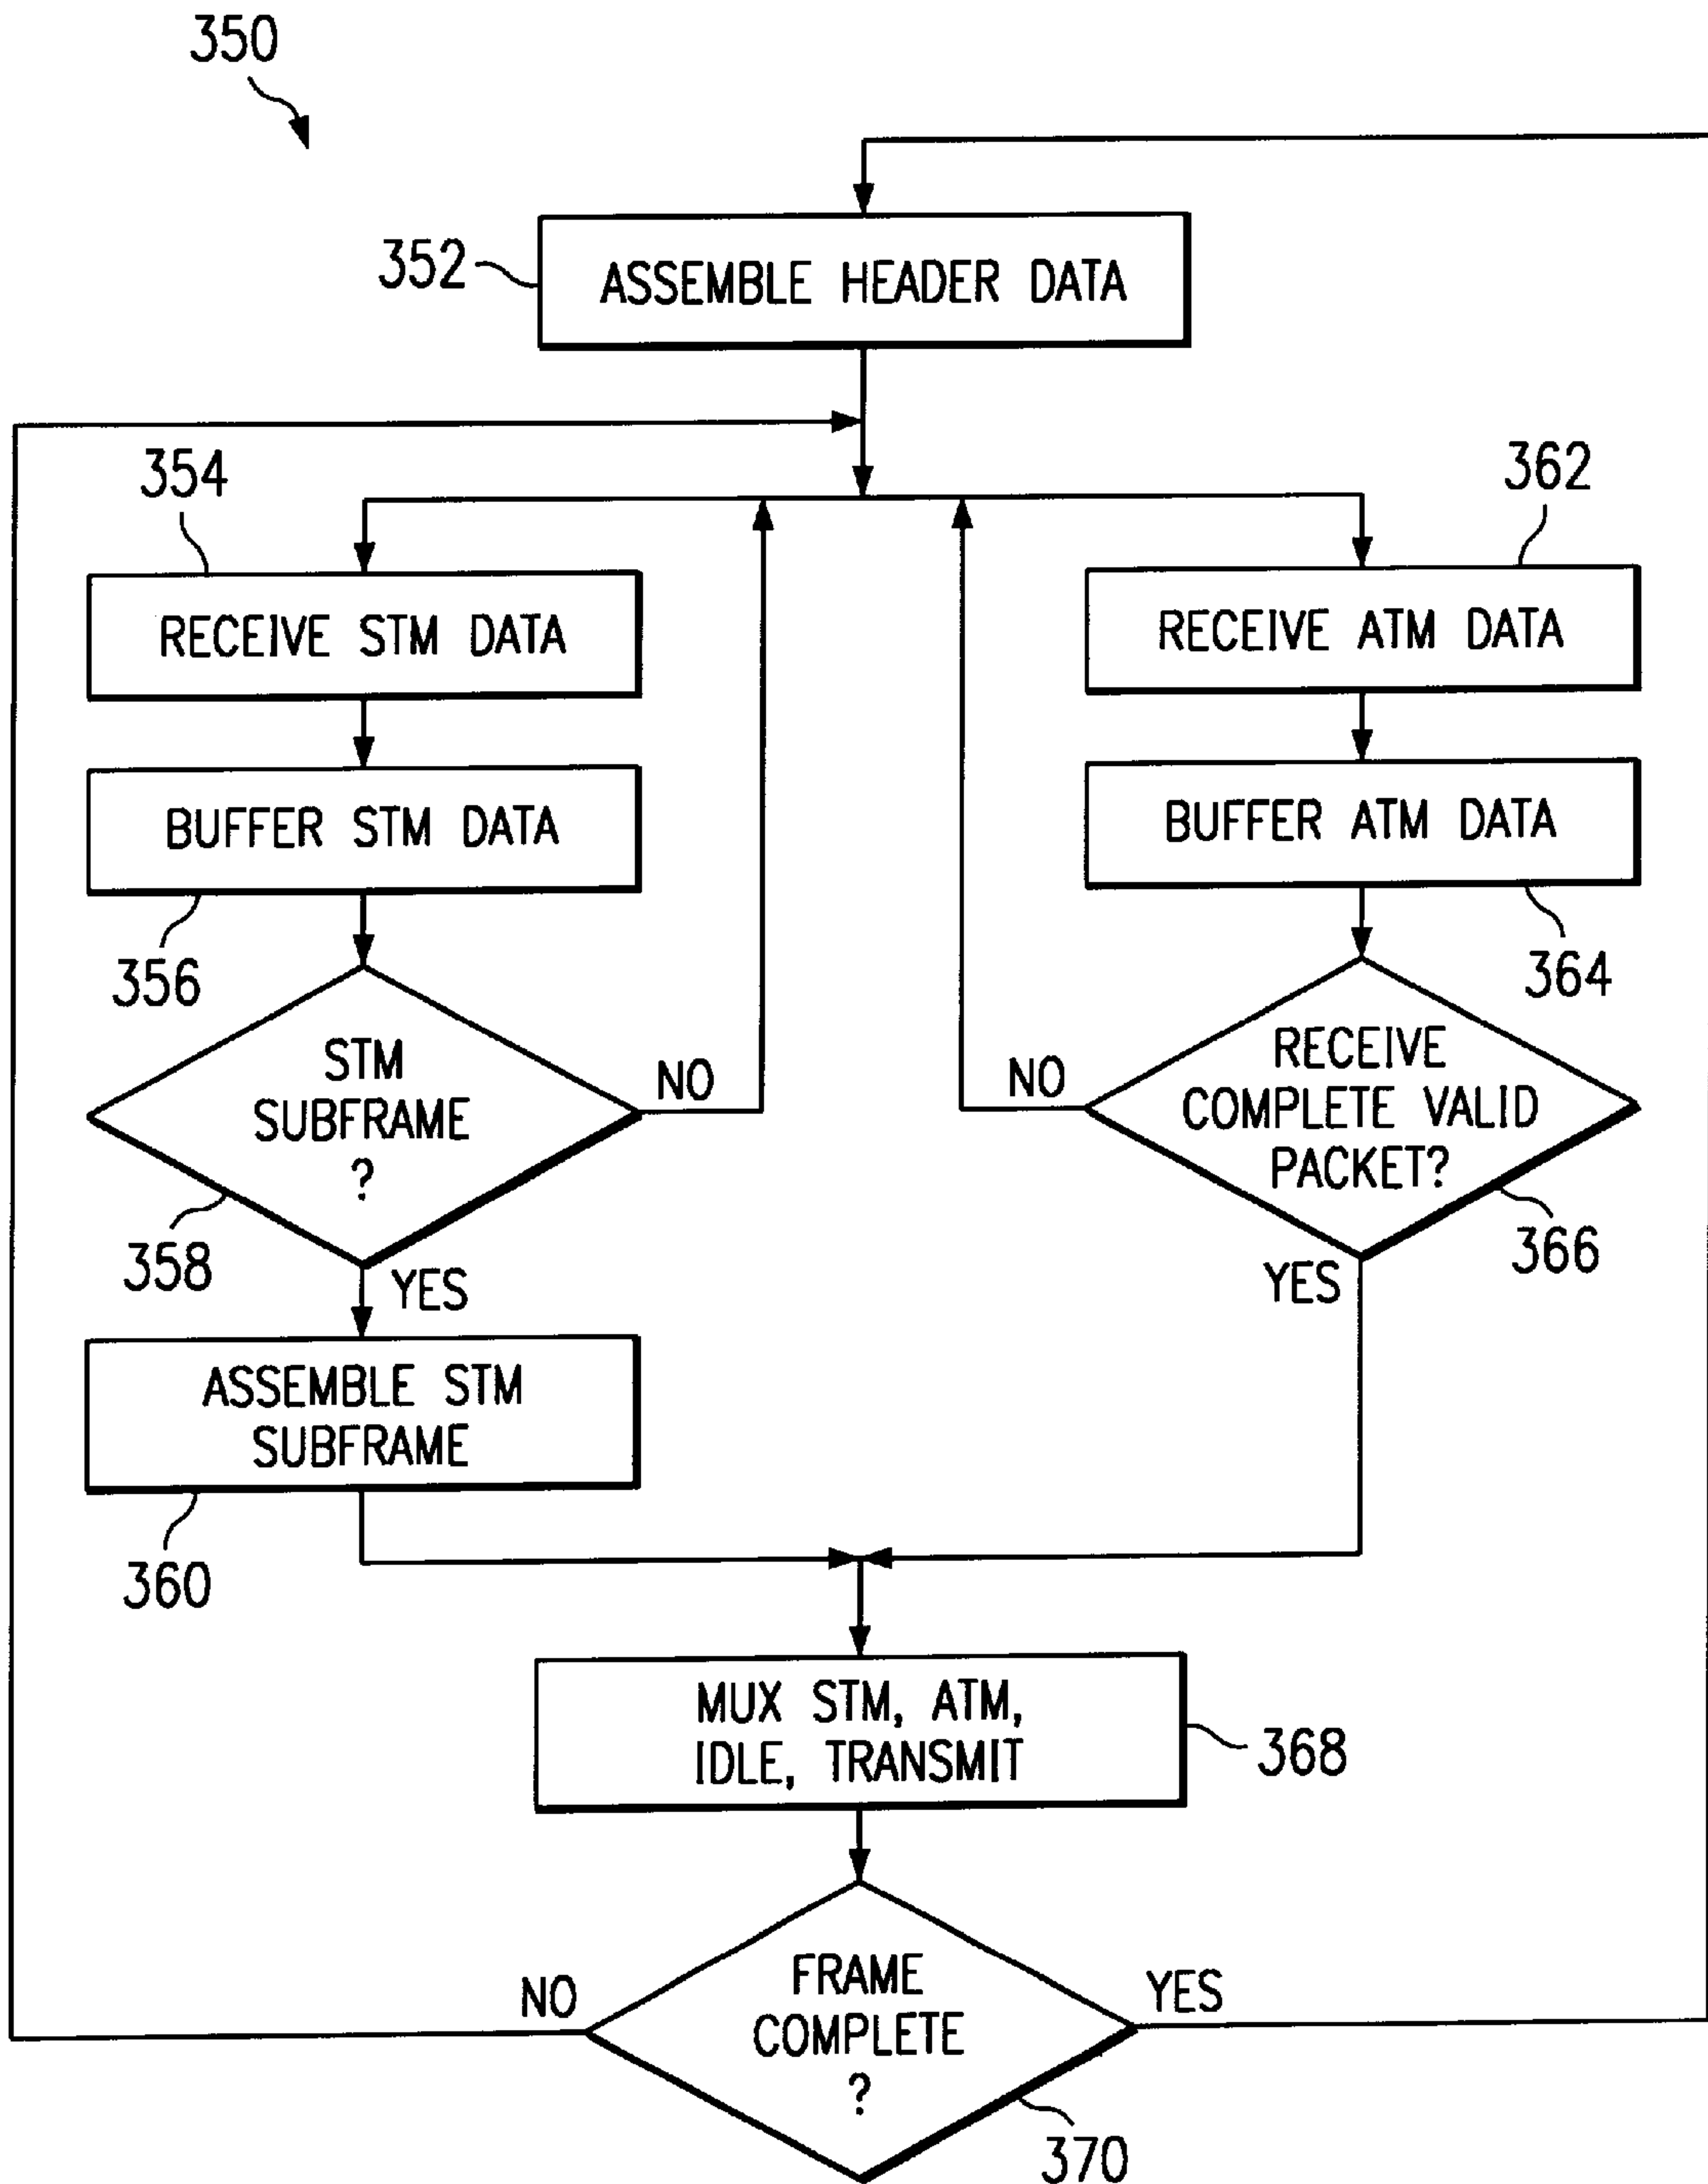 350
352
ASSEMBLE HEADER DATA
354
362
RECEIVE STM DATA
RECEIVE ATM DATA
BUFFER STM DATA
BUFFER ATM DATA
356
364
STM
SUBFRAME
?
NO
NO
RECEIVE
COMPLETE VALID
PACKET?
358
YES
YES
366
ASSEMBLE STM
SUBFRAME
360
MUX STM, ATM,
IDLE, TRANSMIT
368
NO
FRAME
COMPLETE
?
YES
370